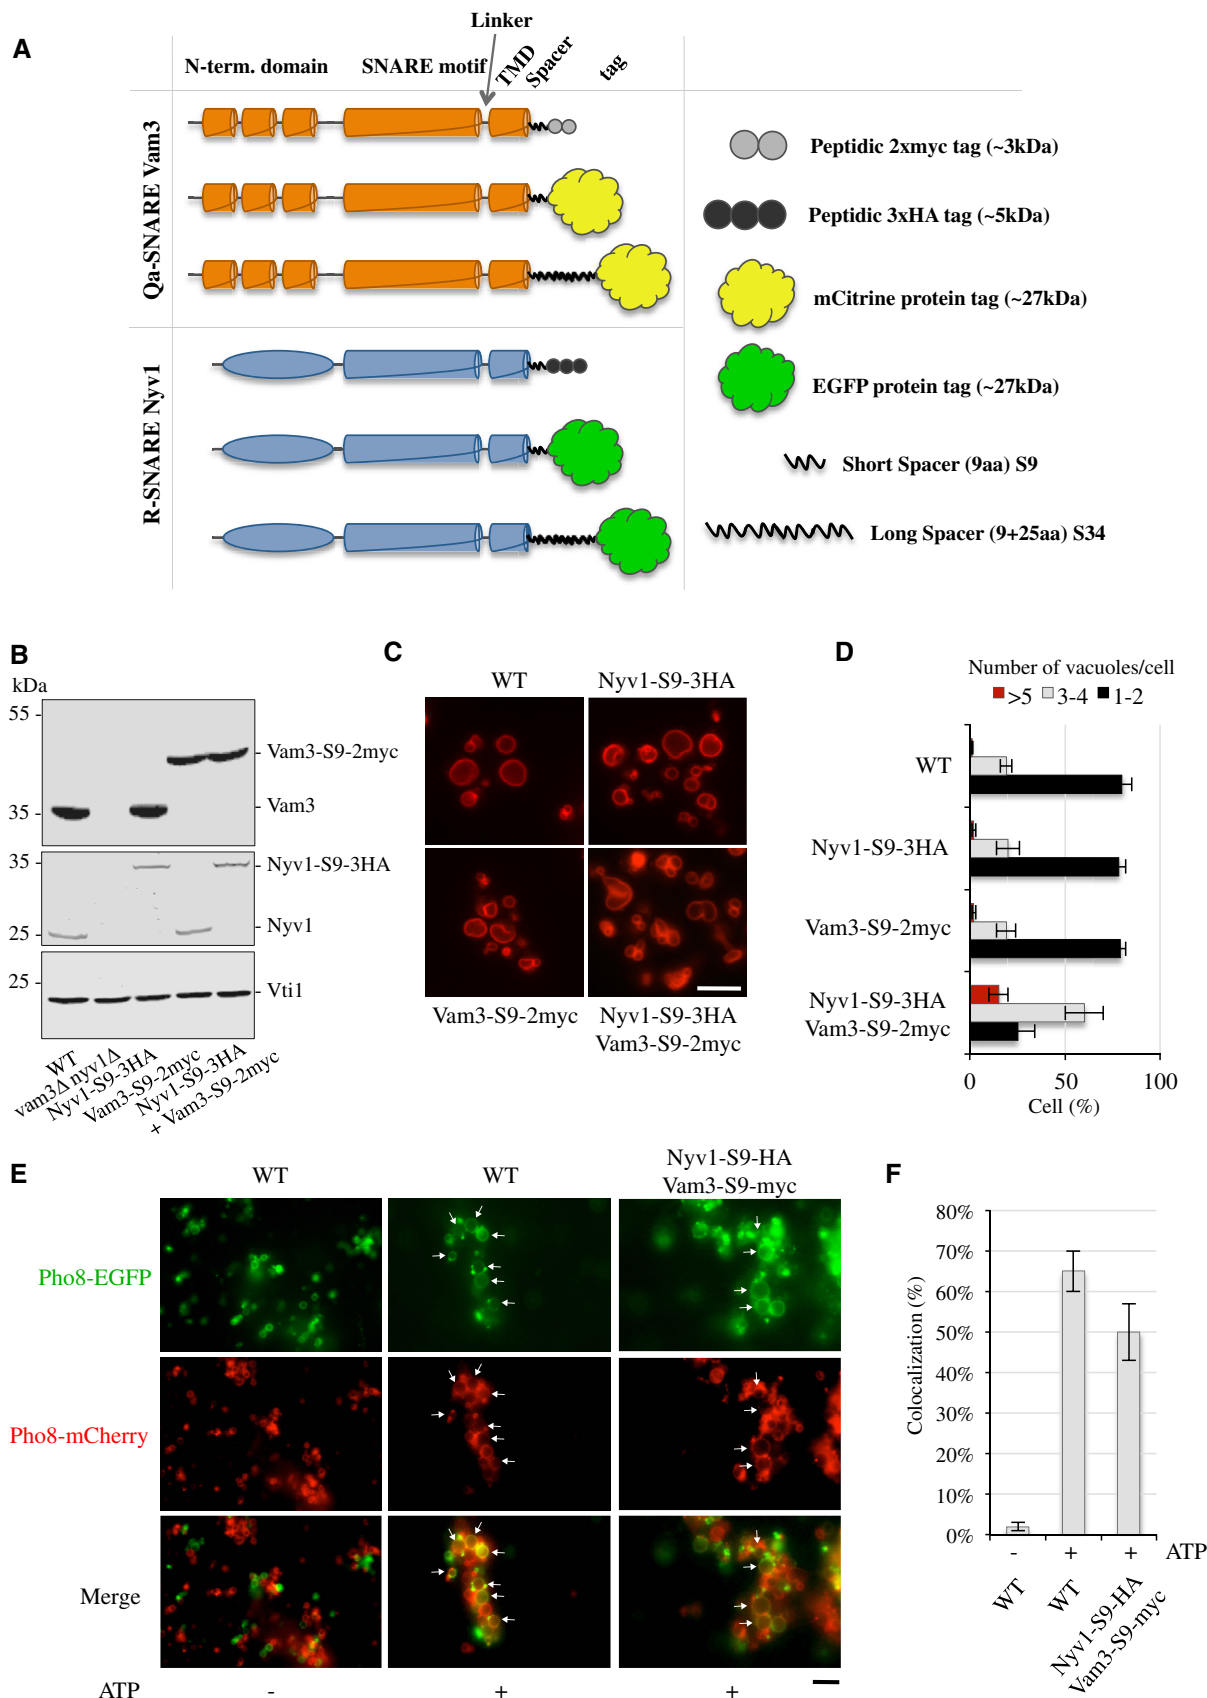 A
Linker
N-term. domain
SNARE motif
TMD
Spacer
tag
Qa-SNARE Vam3
R-SNARE Nyv1
Peptidic 2xmyc tag (~3kDa)
Peptidic 3xHA tag (~5kDa)
mCitrine protein tag (~27kDa)
EGFP protein tag (~27kDa)
Short Spacer (9aa) S9
Long Spacer (9+25aa) S34
B
kDa
55
35
35
25
25
Vam3-S9-2myc
Vam3
Nyv1-S9-3HA
Nyv1
Vti1
WT
vam3Δ nyv1Δ
Nyv1-S9-3HA
Vam3-S9-2myc
Nyv1-S9-3HA
+ Vam3-S9-2myc
C
WT
Nyv1-S9-3HA
Vam3-S9-2myc
Nyv1-S9-3HA
Vam3-S9-2myc
D
Number of vacuoles/cell
>5 3-4 1-2
WT
Nyv1-S9-3HA
Vam3-S9-2myc
Nyv1-S9-3HA
Vam3-S9-2myc
0 50 100
Cell (%)
E
WT
WT
Nyv1-S9-HA
Vam3-S9-myc
Pho8-EGFP
Pho8-mCherry
Merge
ATP - + +
F
Colocalization (%)
80%
70%
60%
50%
40%
30%
20%
10%
0%
- + + ATP
WT
WT
Nyv1-S9-HA
Vam3-S9-myc